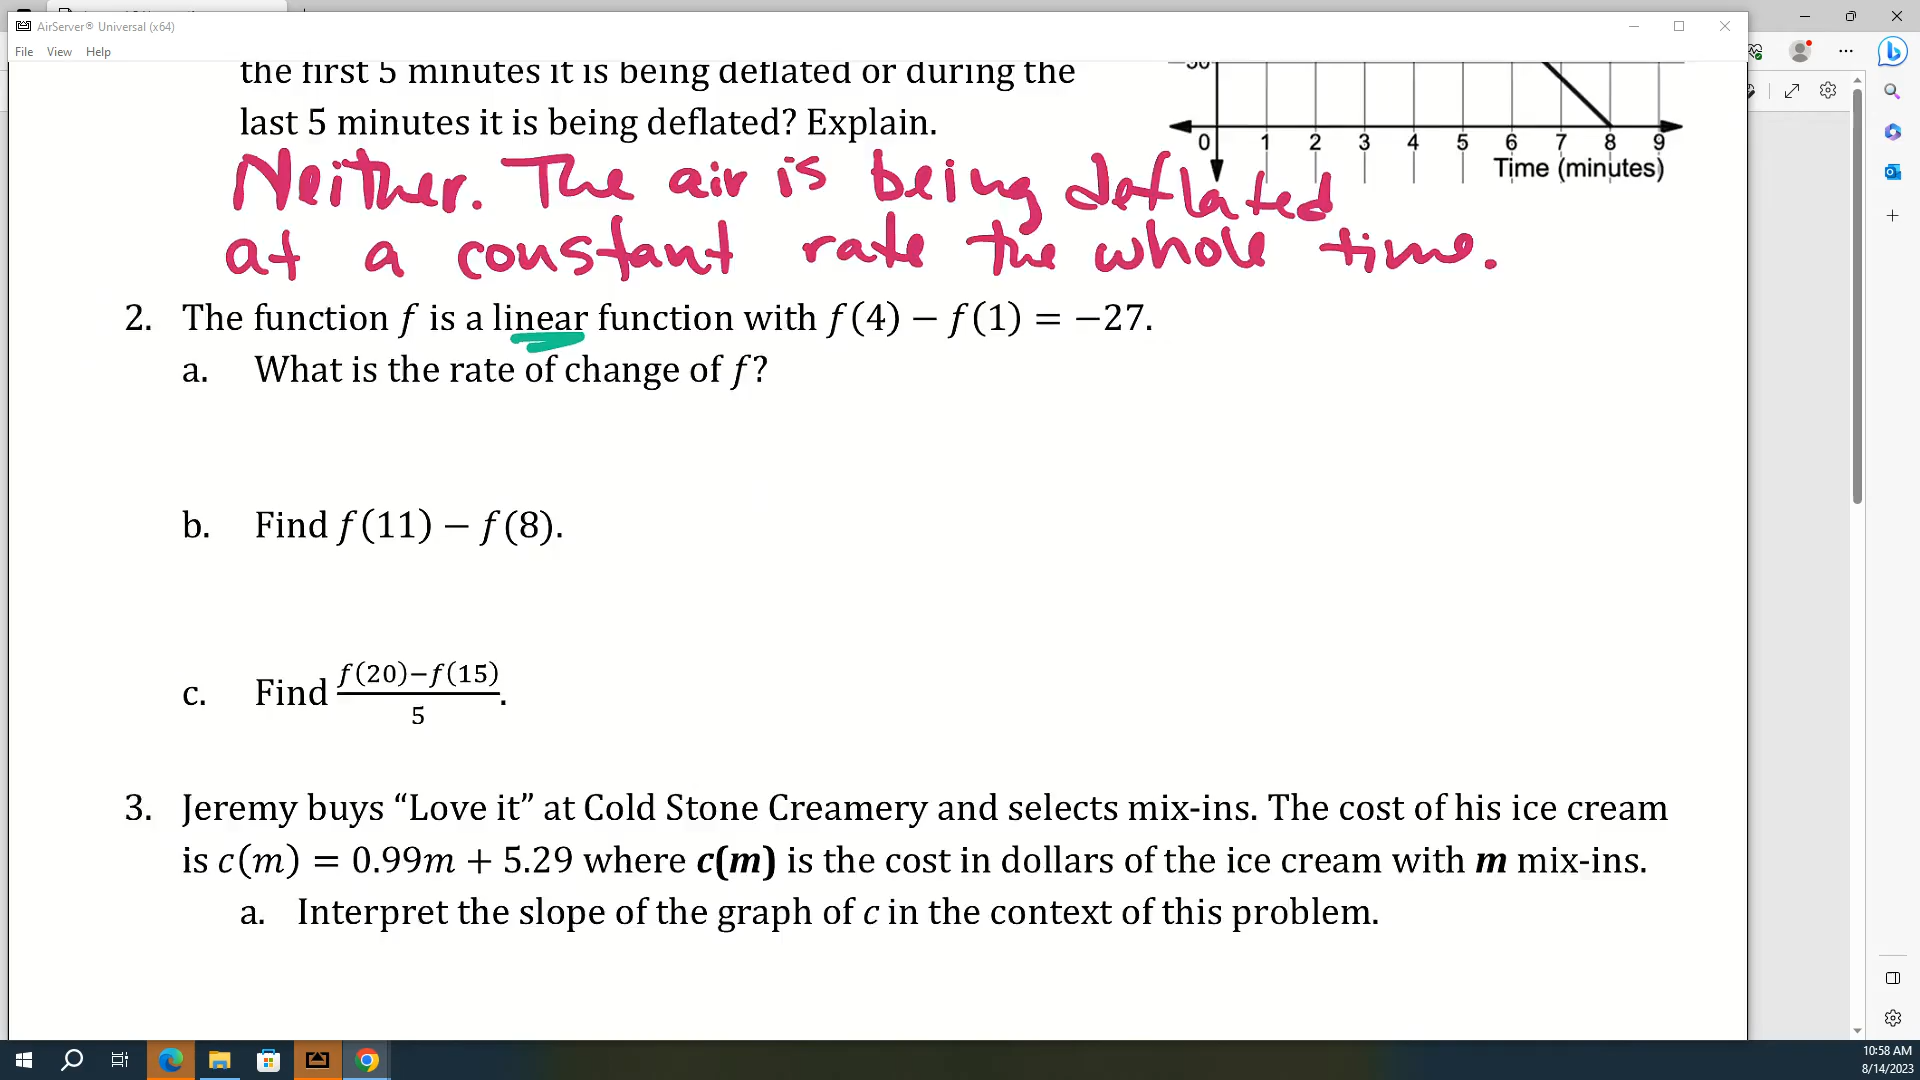 AirServer® Universal (x64)
File View Help
the first 5 minutes it is being deflated or during the
last 5 minutes it is being deflated? Explain.
0 1 2 3 4 5 6 7 8 9
Time (minutes)
Neither. The air is being deflated
at a constant rate the whole time.
2. The function f is a linear function with f(4) − f(1) = −27.
a. What is the rate of change of f?
b. Find f(11) − f(8).
c. Find f(20)−f(15)
5.
3. Jeremy buys “Love it” at Cold Stone Creamery and selects mix-ins. The cost of his ice cream
is c(m) = 0.99m + 5.29 where c(m) is the cost in dollars of the ice cream with m mix-ins.
a. Interpret the slope of the graph of c in the context of this problem.
10:58 AM
8/14/2023